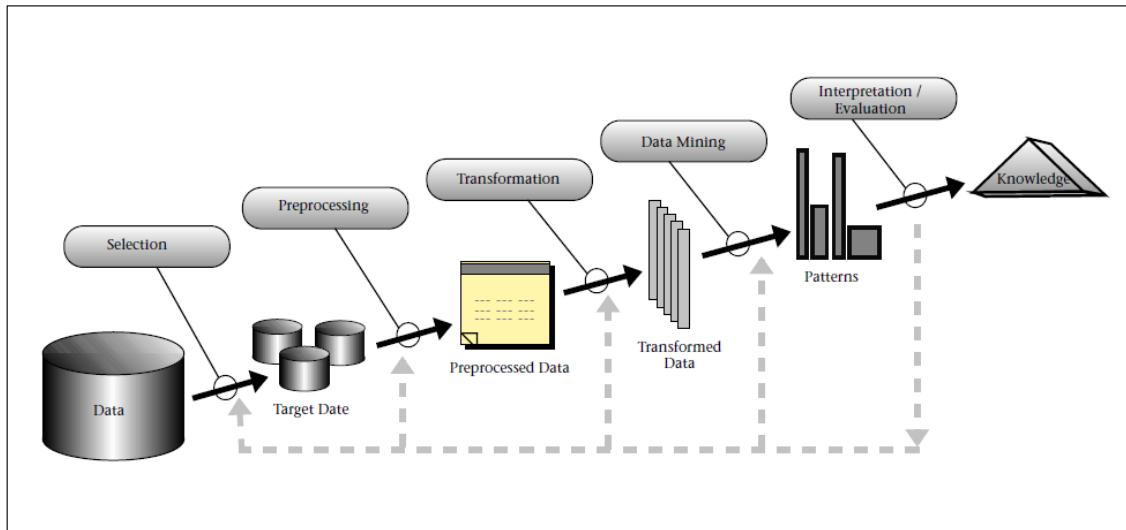 Interpretation /
Evaluation
Data Mining
Transformation
Preprocessing
Selection
Knowledge
Patterns
Transformed
Data
Preprocessed Data
Target Date
Data